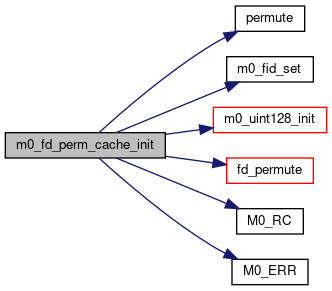 permute
m0_fid_set
m0_fd_perm_cache_init
m0_uint128_init
fd_permute
M0_RC
M0_ERR